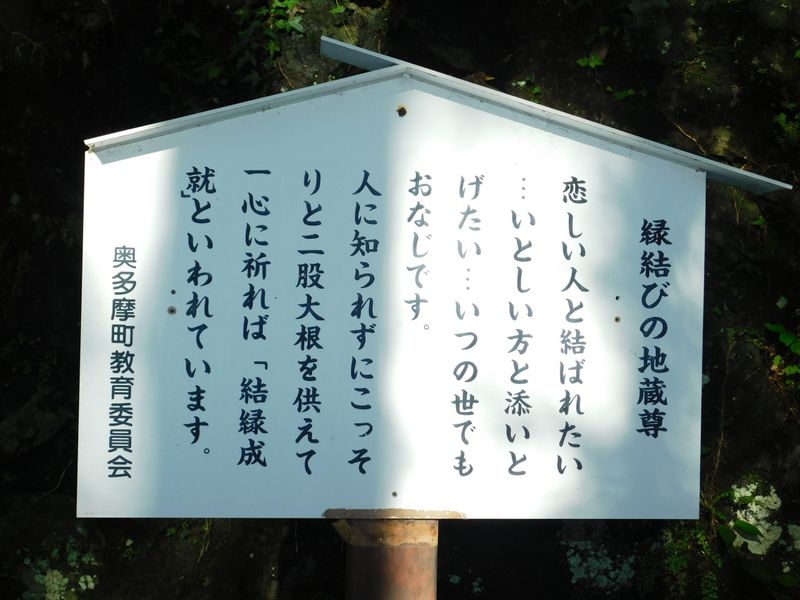 縁結びの地蔵尊
恋しい人と結ばれたい
…いとしい方と添いと
げたい…いつの世でも
おなじです。
人に知られずにこっそ
りと二股大根を供えて
一心に祈れば「結縁成
就」といわれています。
奥多摩町教育委員会